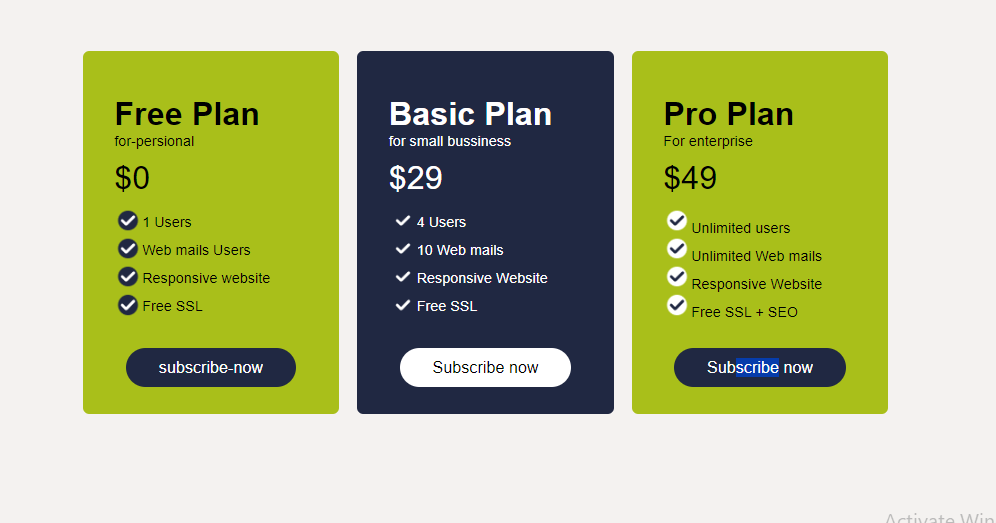 Free Plan
for-persional
$0
1 Users
Web mails Users
Responsive website
Free SSL
subscribe-now
Basic Plan
for small bussiness
$29
4 Users
10 Web mails
Responsive Website
Free SSL
Subscribe now
Pro Plan
For enterprise
$49
Unlimited users
Unlimited Web mails
Responsive Website
Free SSL + SEO
Subscribe now
Activate Win